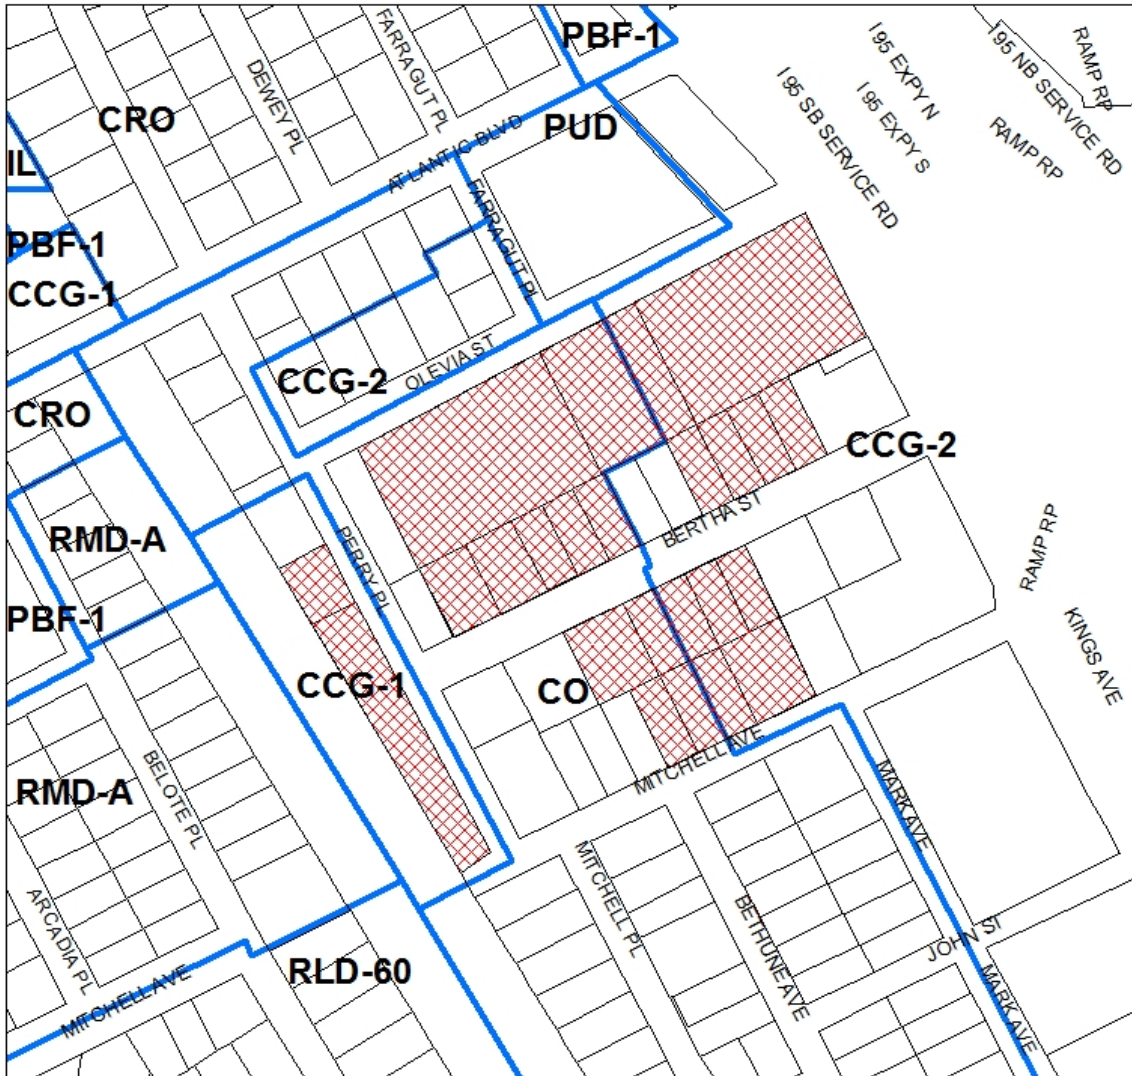 PBF-1
FARRAGUT PL
I 95 EXPY N
I 95 NB SERVICE RD
RAMP RP
DEWEY PL
CRO
I 95 SB SERVICE RD
I 95 EXPY S
RAMP RP
PUD
ATLANTIC BLVD
IL
FARRAGUT PL
PBF-1
CCG-1
OLEVIA ST
CCG-2
CRO
CCG-2
BERTHA ST
RMD-A
PERRY PL
RAMP RP
PBF-1
KINGS AVE
CCG-1
CO
MITCHELL AVE
BELOTE PL
RMD-A
MARK AVE
MITCHELL PL
ARCADIA PL
BETHUNE AVE
JOHN ST
RLD-60
MITCHELL AVE
MARK AVE